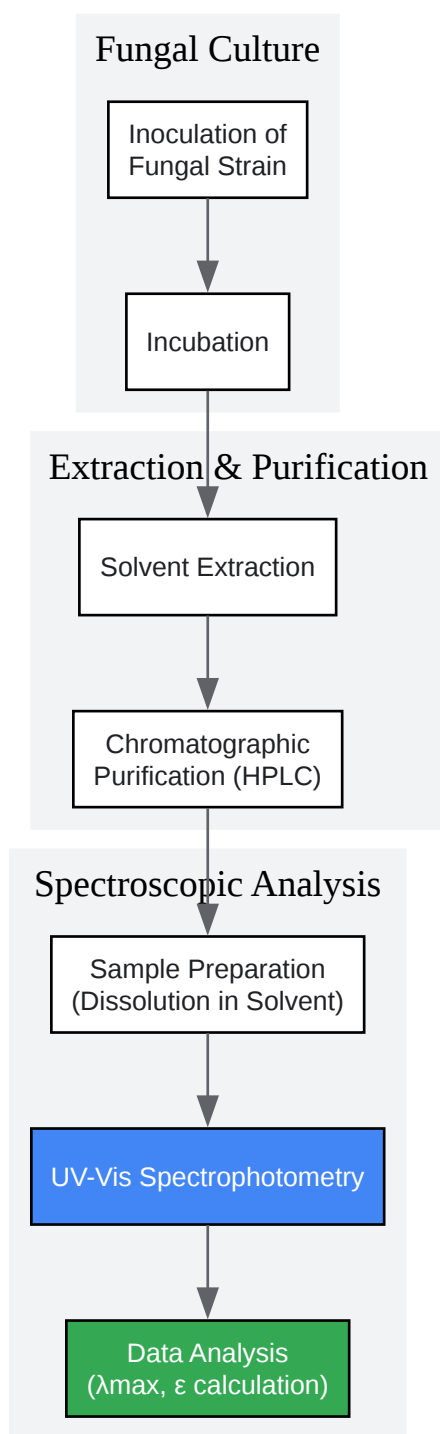 Fungal Culture
Inoculation of
Fungal Strain
Incubation
Extraction & Purification
Solvent Extraction
Chromatographic
Purification (HPLC)
Spectroscopic Analysis
Sample Preparation
(Dissolution in Solvent)
UV-Vis Spectrophotometry
Data Analysis
(λmax, ε calculation)